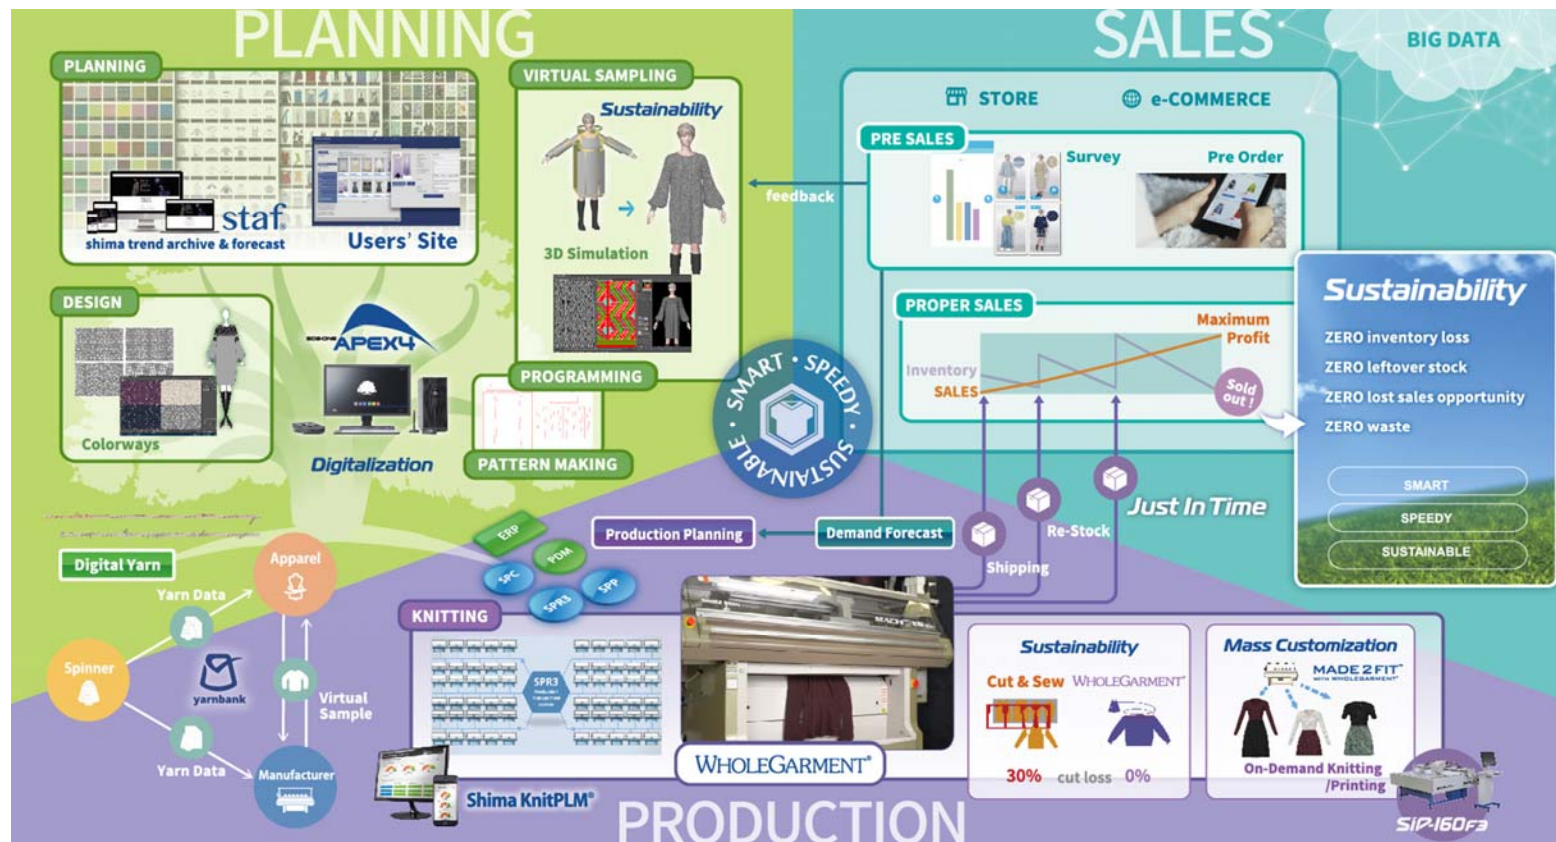 PLANNING
SALES
BIG DATA
PLANNING
staf
shima trend archive & forecast
Users' Site
VIRTUAL SAMPLING
Sustainability
3D Simulation
DESIGN
Colorways
APEX4
Digitalization
PROGRAMMING
PATTERN MAKING
STORE
e-COMMERCE
PRE SALES
Survey
Pre Order
feedback
PROPER SALES
Maximum
Profit
Inventory
SALES
Sold
out !
Sustainability
ZERO inventory loss
ZERO leftover stock
ZERO lost sales opportunity
ZERO waste
SMART
SPEEDY
SUSTAINABLE
SMART • SPEEDY • SUSTAINABLE •
Just In Time
Re-Stock
Shipping
Production Planning
Demand Forecast
ERP
PDM
SPC
SPR3
SPP
Digital Yarn
Apparel
Yarn Data
Spinner
yarnbank
Virtual
Sample
Yarn Data
Manufacturer
KNITTING
SPR3
WHOLEGARMENT®
Shima KnitPLM®
Sustainability
Cut & Sew WHOLEGARMENT®
30% cut loss 0%
Mass Customization
MADE2FIT™
WITH WHOLEGARMENT®
On-Demand Knitting
/Printing
SIP-160F3
PRODUCTION